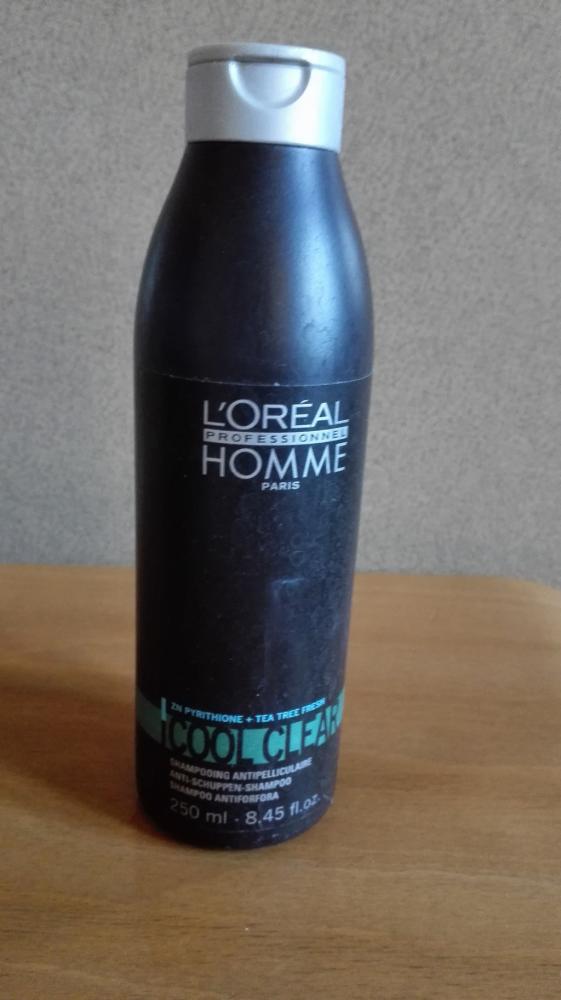 L'ORÉAL
PROFESSIONNEL
HOMME
PARIS
ZN PYRITHIONE + TEA TREE FRESH
COOL CLEAR
SHAMPOOING ANTIPELLICULAIRE
ANTI-SCHUPPEN-SHAMPOO
SHAMPOO ANTIFORFORA
250 ml · 8.45 fl.oz.